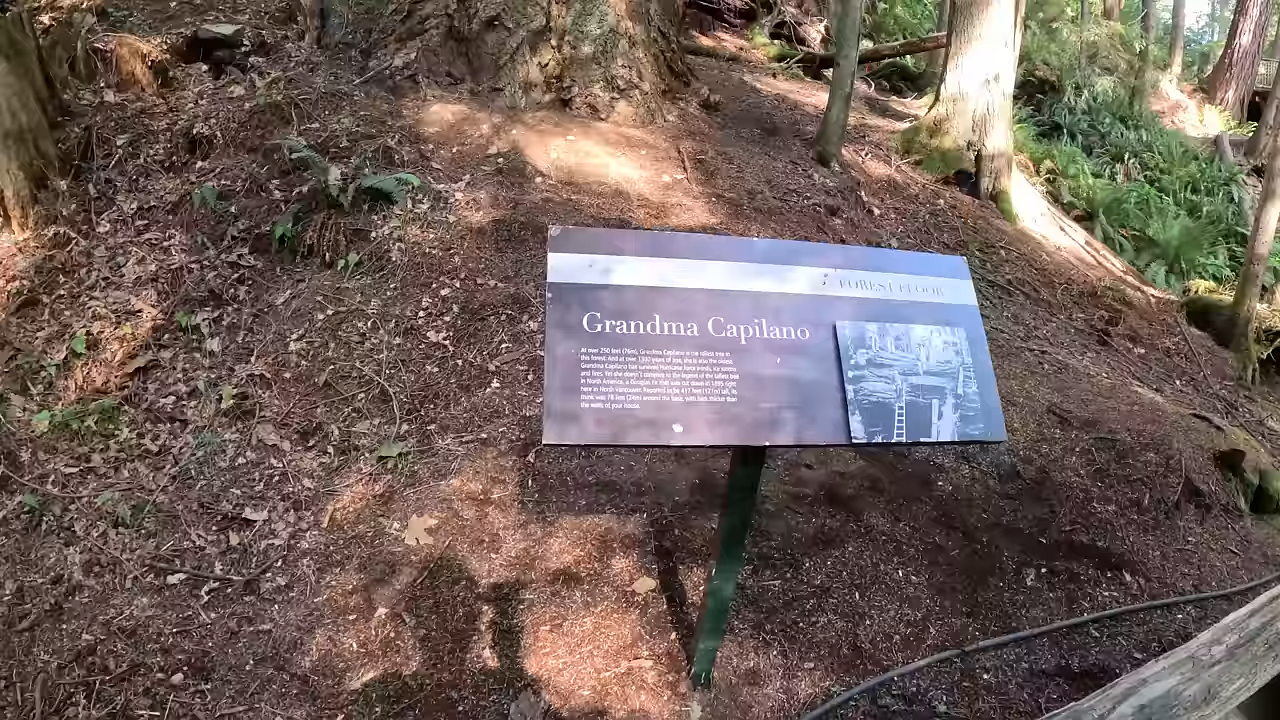 FOREST FLOOR
Grandma Capilano
At over 250 feet (76m), Grandma Capilano is the tallest tree in
this forest. And at over 1300 years of age, she is also the oldest.
Grandma Capilano has survived hurricane force winds, ice storms
and fires. Yet she doesn't compare to the legend of the tallest tree
in North America, a Douglas Fir that was cut down in 1895 right
here in North Vancouver. Reported to be 417 feet (127m) tall, its
trunk was 78 feet (24m) around the base, with bark thicker than
the walls of your house.